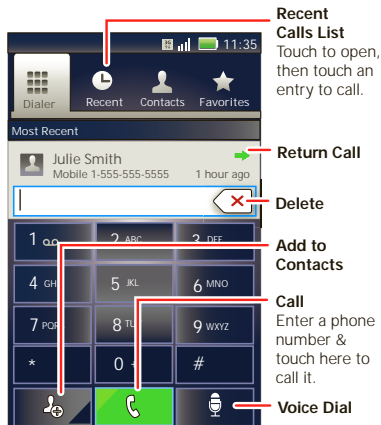 Recent
Calls List
Touch to open,
then touch an
entry to call.
11:35
Dialer Recent Contacts Favorites
Most Recent
Julie Smith
Mobile 1-555-555-5555 1 hour ago
Return Call
Delete
1 2 ABC 3 DEF
Add to
Contacts
4 GH 5 JKL 6 MNO
Call
Enter a phone
number &
touch here to
call it.
7 PQR 8 TU 9 WXYZ
* 0 + #
Voice Dial